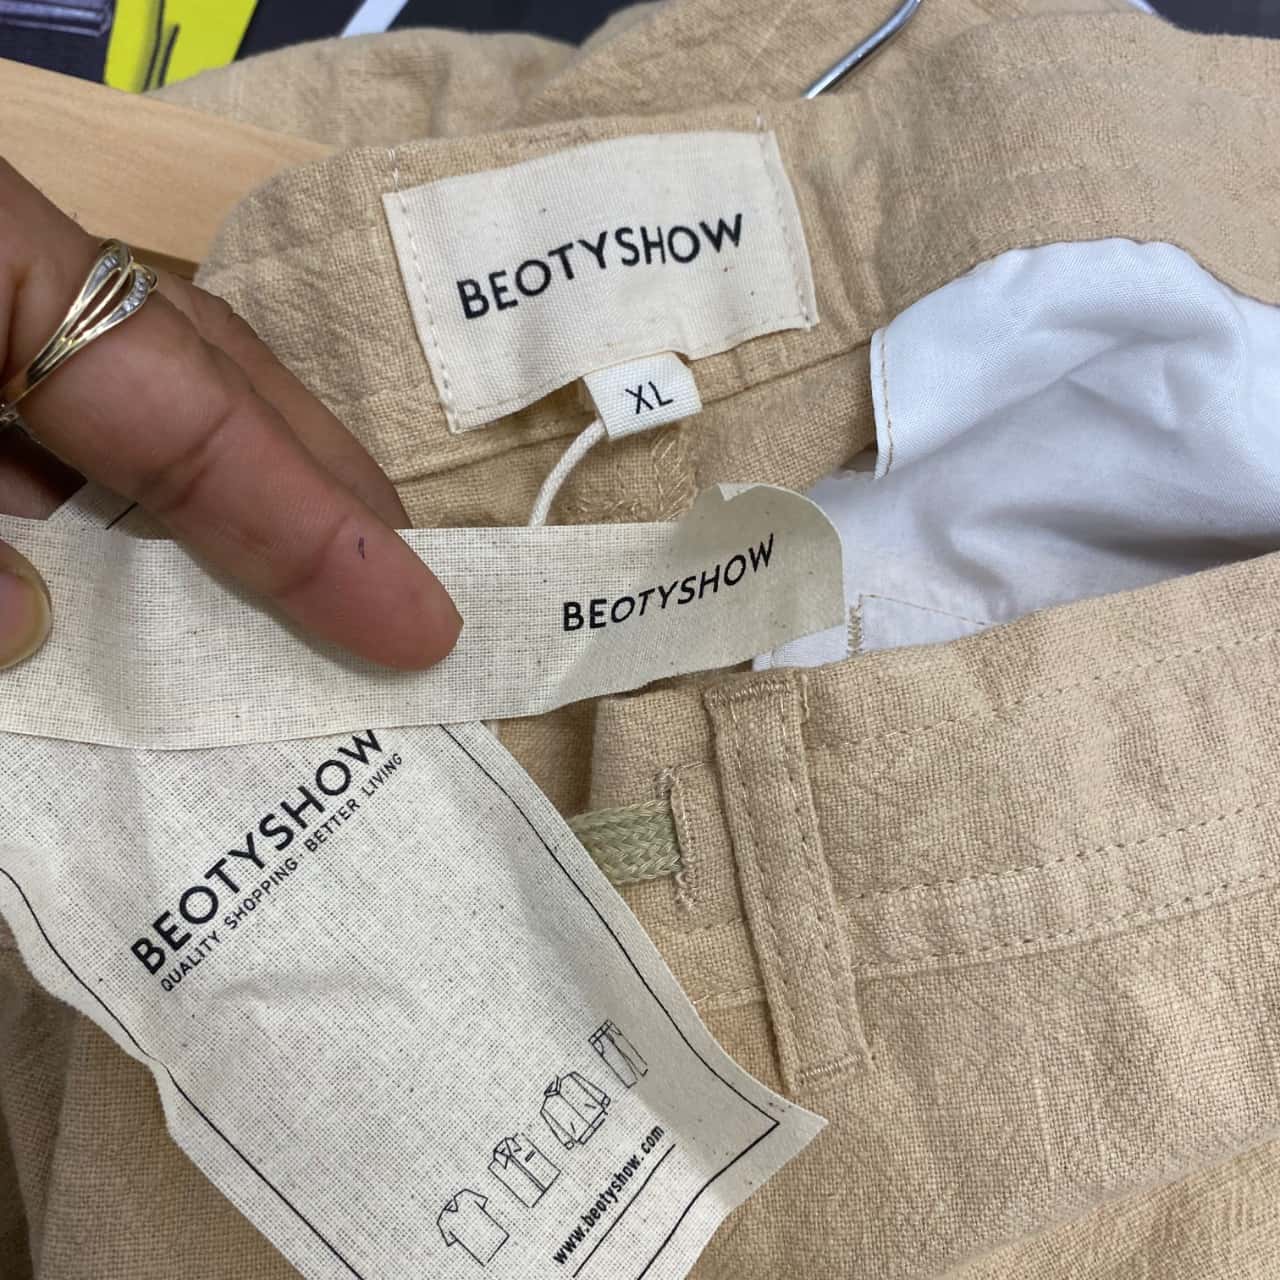 BEOTYSHOW
XL
BEOTYSHOW
BEOTYSHOW
QUALITY SHOPPING · BETTER LIVING
www.beotyshow.com